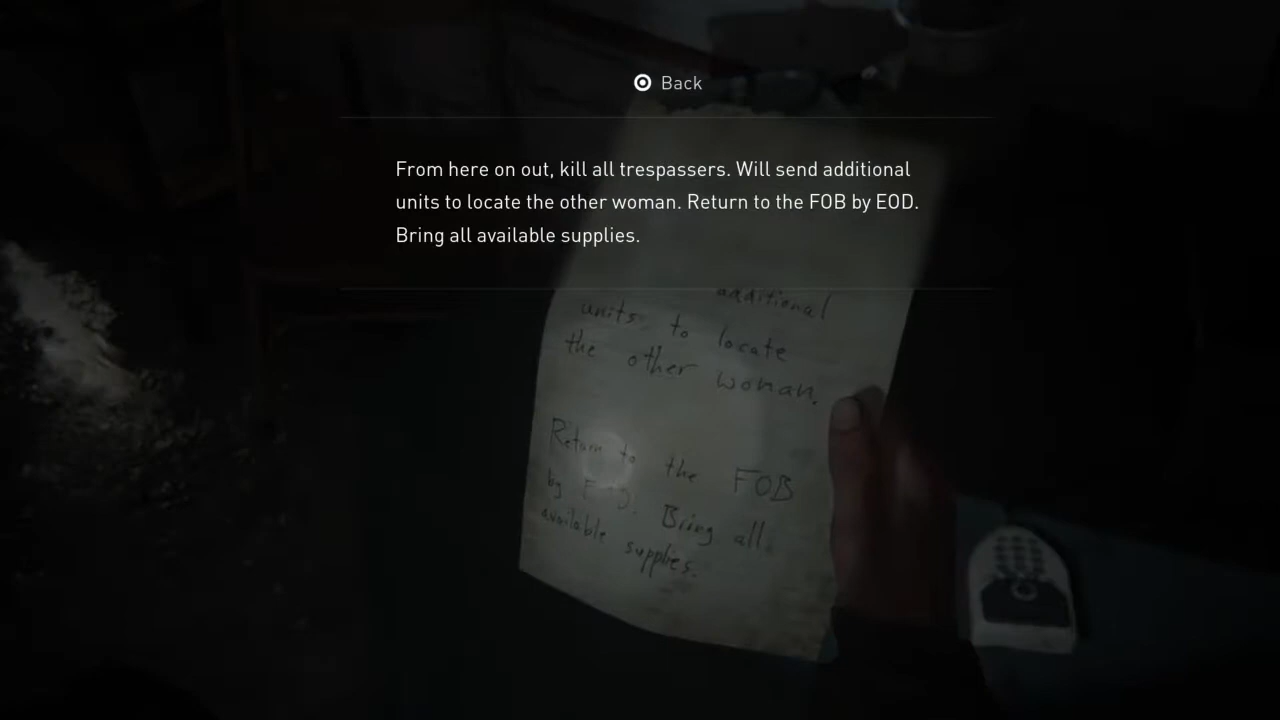 Back
From here on out, kill all trespassers. Will send additional
units to locate the other woman. Return to the FOB by EOD.
Bring all available supplies.
additional
units to locate
the other woman.
Return to the FOB
by Bring all
available supplies.